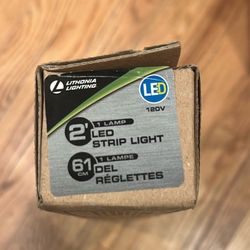 LITHONIA
LIGHTING
LED
120V
2'
1 LAMP
LED
STRIP LIGHT
61
CM
1 LAMPE
DEL
RÉGLETTES